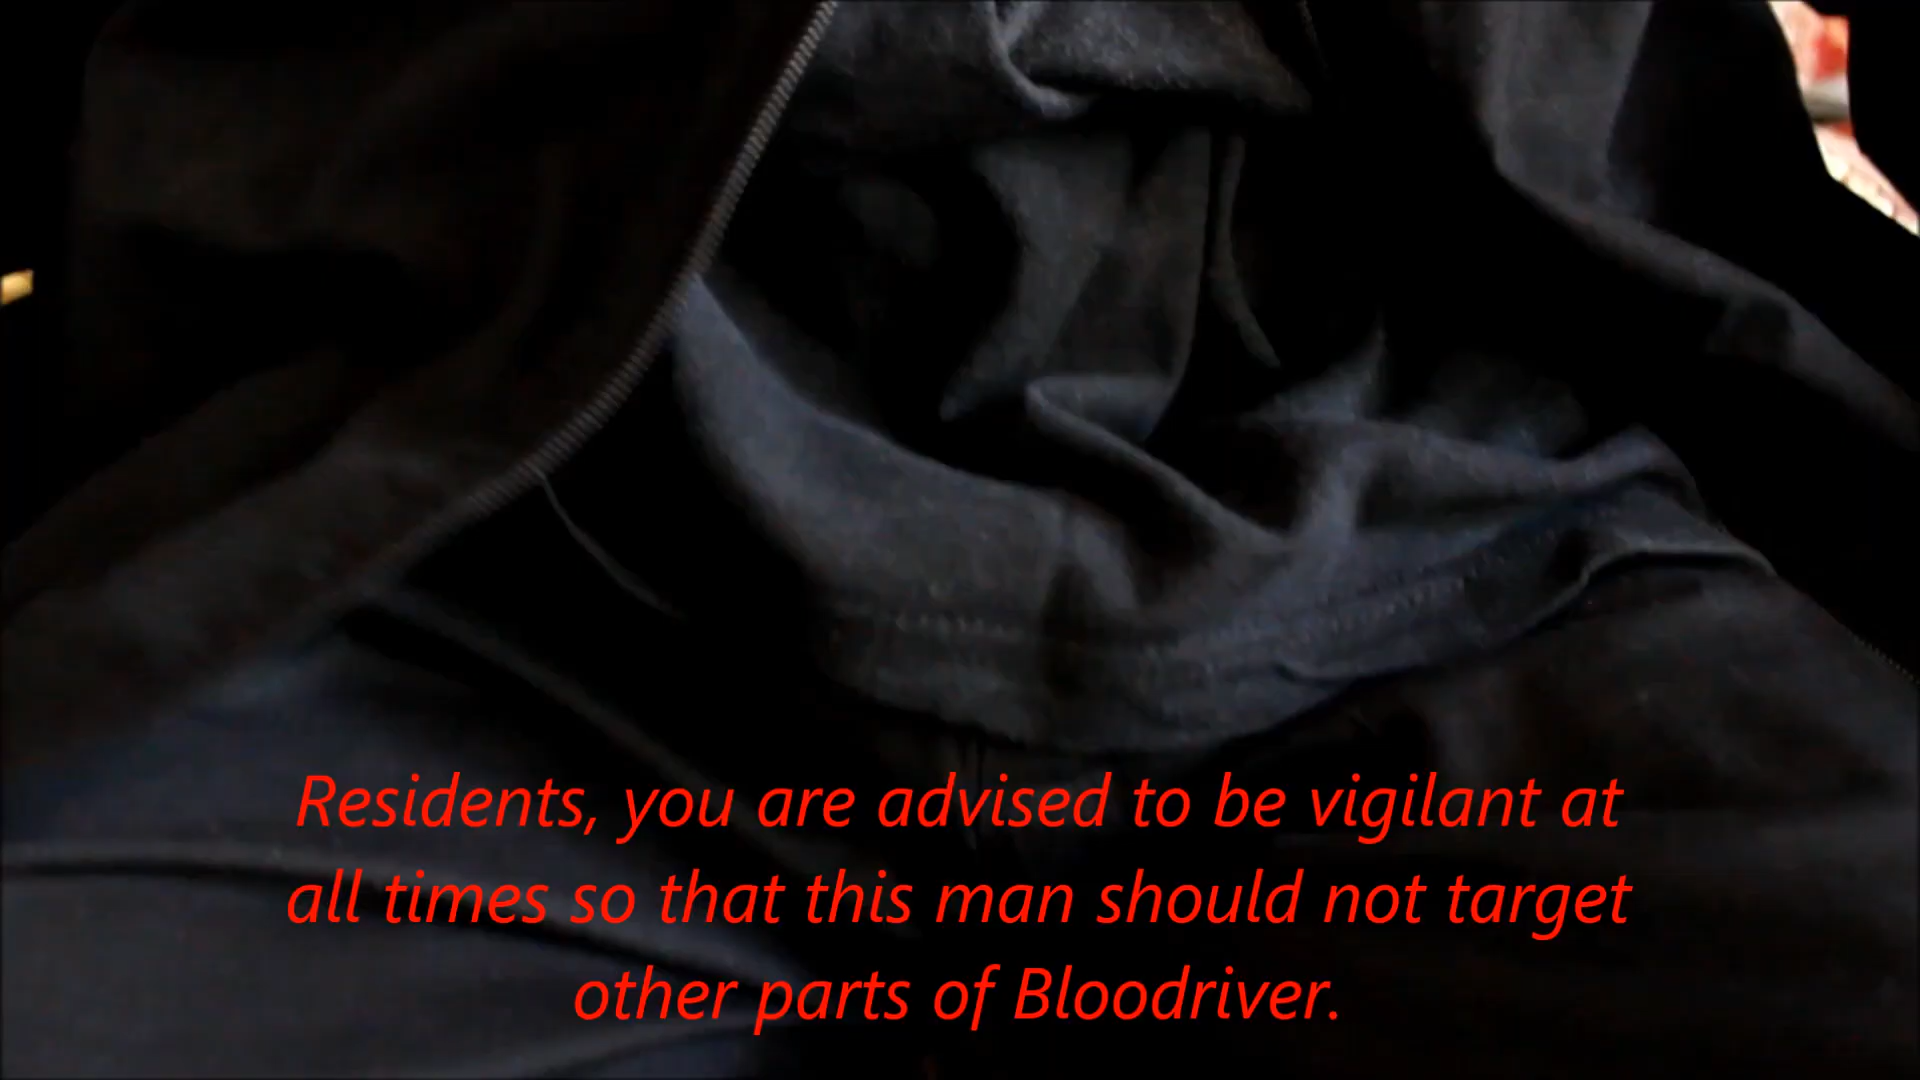 Residents, you are advised to be vigilant at
all times so that this man should not target
other parts of Bloodriver.